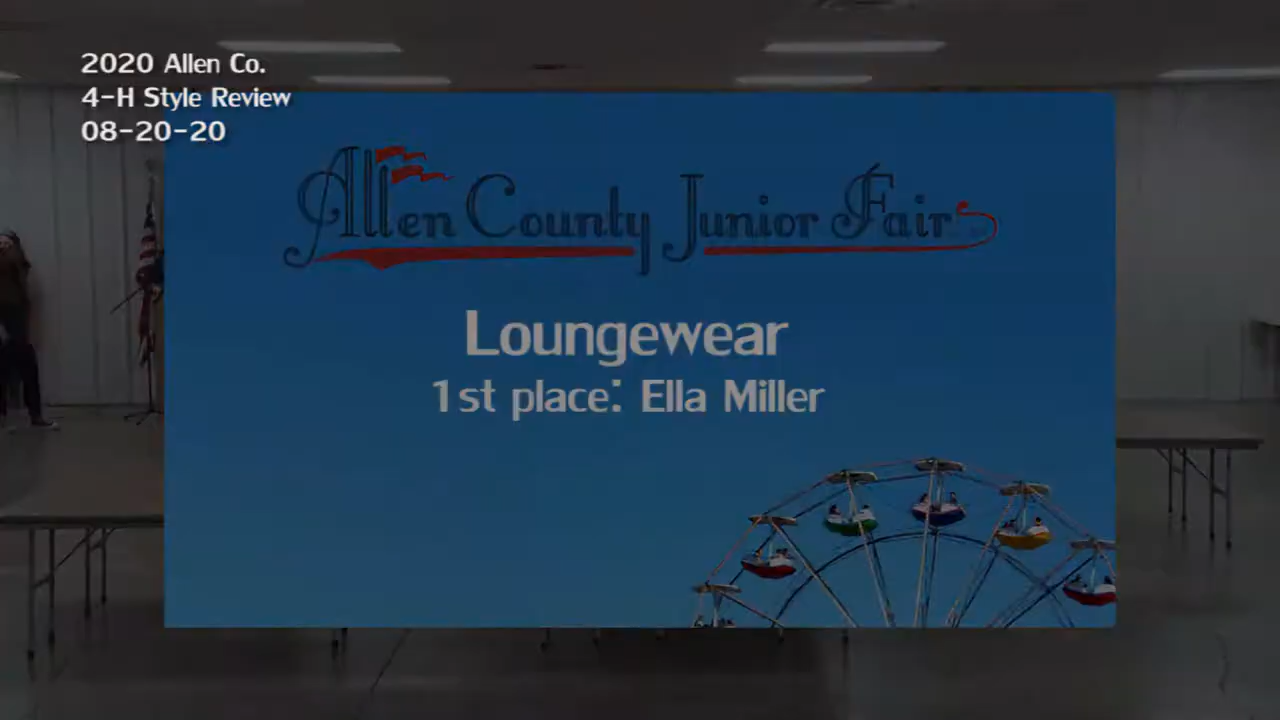 2020 Allen Co.
4-H Style Review
08-20-20
Allen County Junior Fair
Loungewear
1st place: Ella Miller